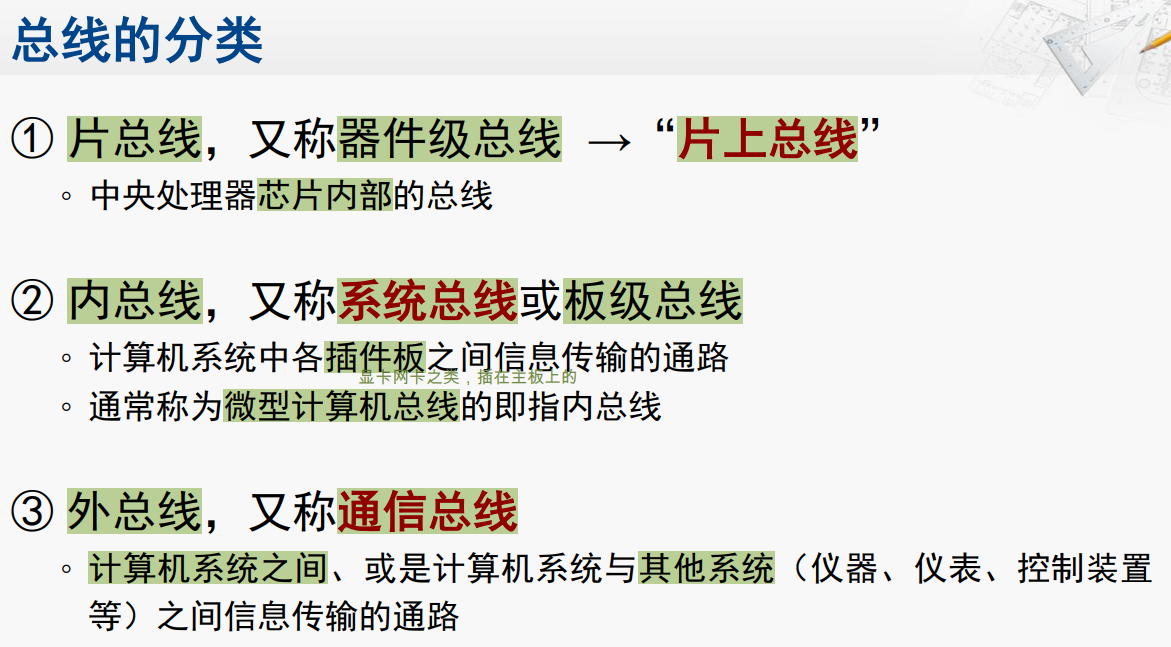 总线的分类
① 片总线，又称器件级总线 → “片上总线”
◦ 中央处理器芯片内部的总线
② 内总线，又称系统总线或板级总线
◦ 计算机系统中各插件板之间信息传输的通路
显卡网卡之类，插在主板上的
◦ 通常称为微型计算机总线的即指内总线
③ 外总线，又称通信总线
◦ 计算机系统之间、或是计算机系统与其他系统（仪器、仪表、控制装置
等）之间信息传输的通路